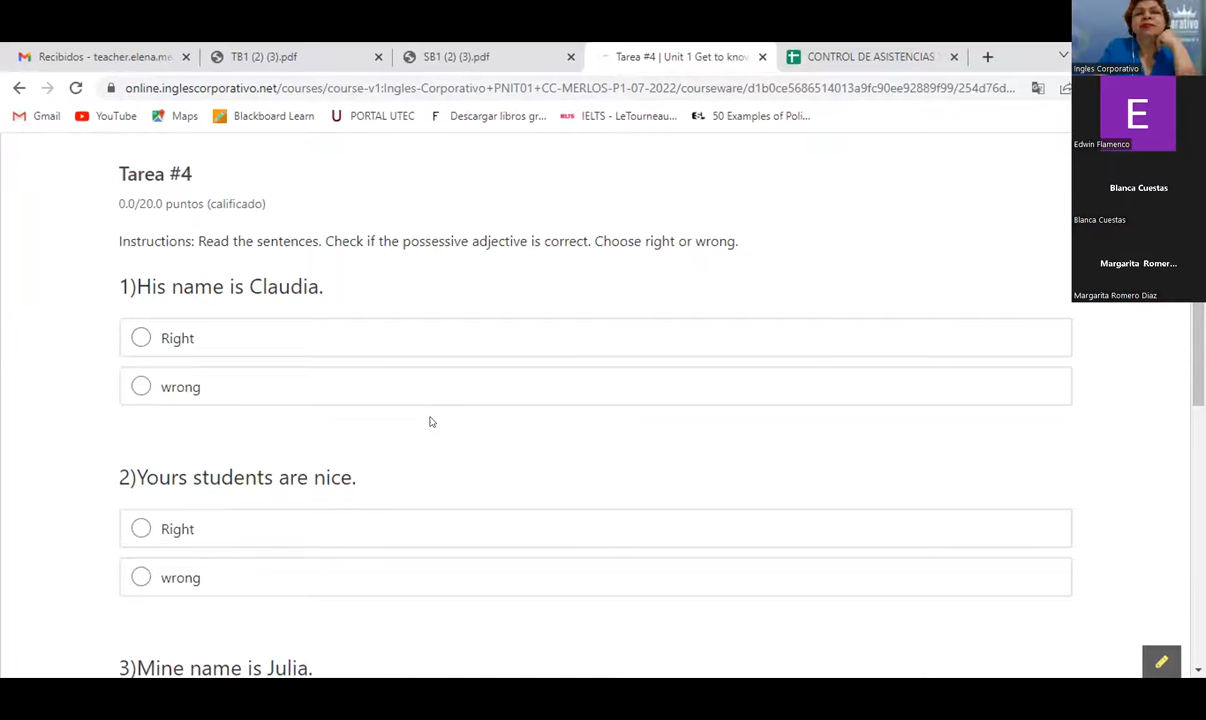 Recibidos - teacher.elena.me
TB1 (2) (3).pdf
SB1 (2) (3).pdf
Tarea #4 | Unit 1 Get to know
CONTROL DE ASISTENCIAS
online.inglescorporativo.net/courses/course-v1:Ingles-Corporativo+PNIT01+CC-MERLOS-P1-07-2022/courseware/d1b0ce5686514013a9fc90ee92889f99/254d76d...
Gmail
YouTube
Maps
Blackboard Learn
U PORTAL UTEC
F Descargar libros gr...
IELTS IELTS - LeTourneau...
ESL 50 Examples of Poli...
Tarea #4
0.0/20.0 puntos (calificado)
Instructions: Read the sentences. Check if the possessive adjective is correct. Choose right or wrong.
1)His name is Claudia.
Right
wrong
2)Yours students are nice.
Right
wrong
3)Mine name is Julia.
Ingles Corporativo
E
Edwin Flamenco
Blanca Cuestas
Blanca Cuestas
Margarita Romer...
Margarita Romero Diaz